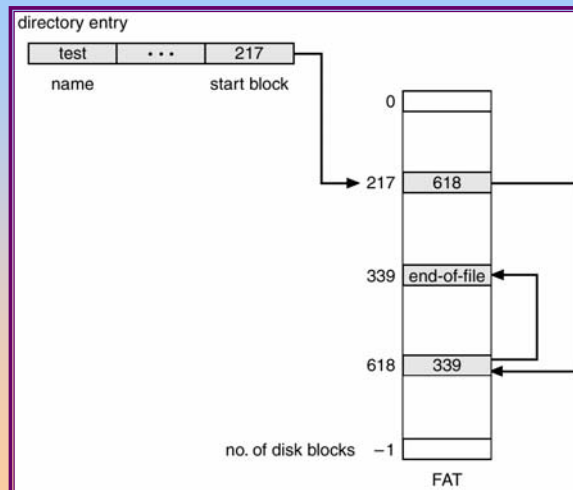 directory entry
test ... 217
name start block
0
217 618
339 end-of-file
618 339
no. of disk blocks –1
FAT